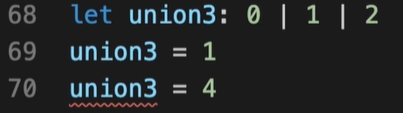 68 let union3: 0 | 1 | 2
69 union3 = 1
70 union3 = 4